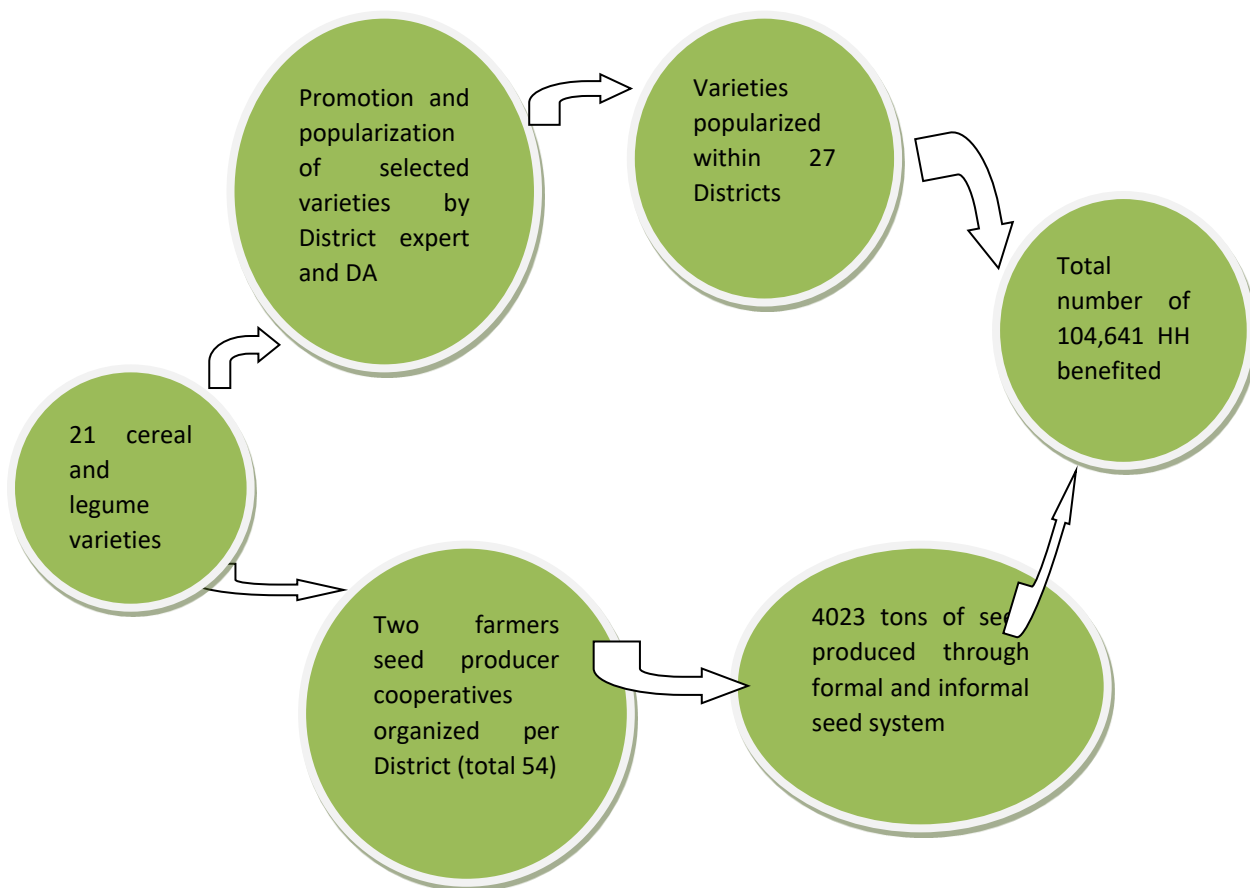 Promotion and
popularization
of selected
varieties by
District expert
and DA
Varieties
popularized
within 27
Districts
Total
number of
104,641 HH
benefited
21 cereal
and
legume
varieties
Two farmers
seed producer
cooperatives
organized per
District (total 54)
4023 tons of see
produced through
formal and informal
seed system